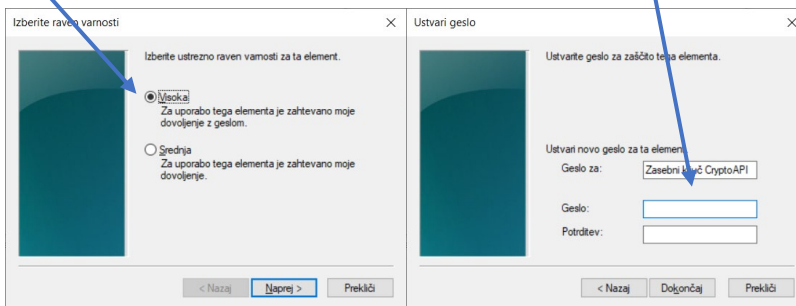 Izberite raven varnosti
Izberite ustrezno raven varnosti za ta element.
Visoka
Za uporabo tega elementa je zahtevano moje
dovoljenje z geslom.
Srednja
Za uporabo tega elementa je zahtevano moje
dovoljenje.
< Nazaj
Naprej >
Prekliči
Ustvari geslo
Ustvarite geslo za zaščito tega elementa.
Ustvari novo geslo za ta element.
Geslo za:
Zasebni ključ CryptoAPI
Geslo:
Potrditev:
< Nazaj
Dokončaj
Prekliči